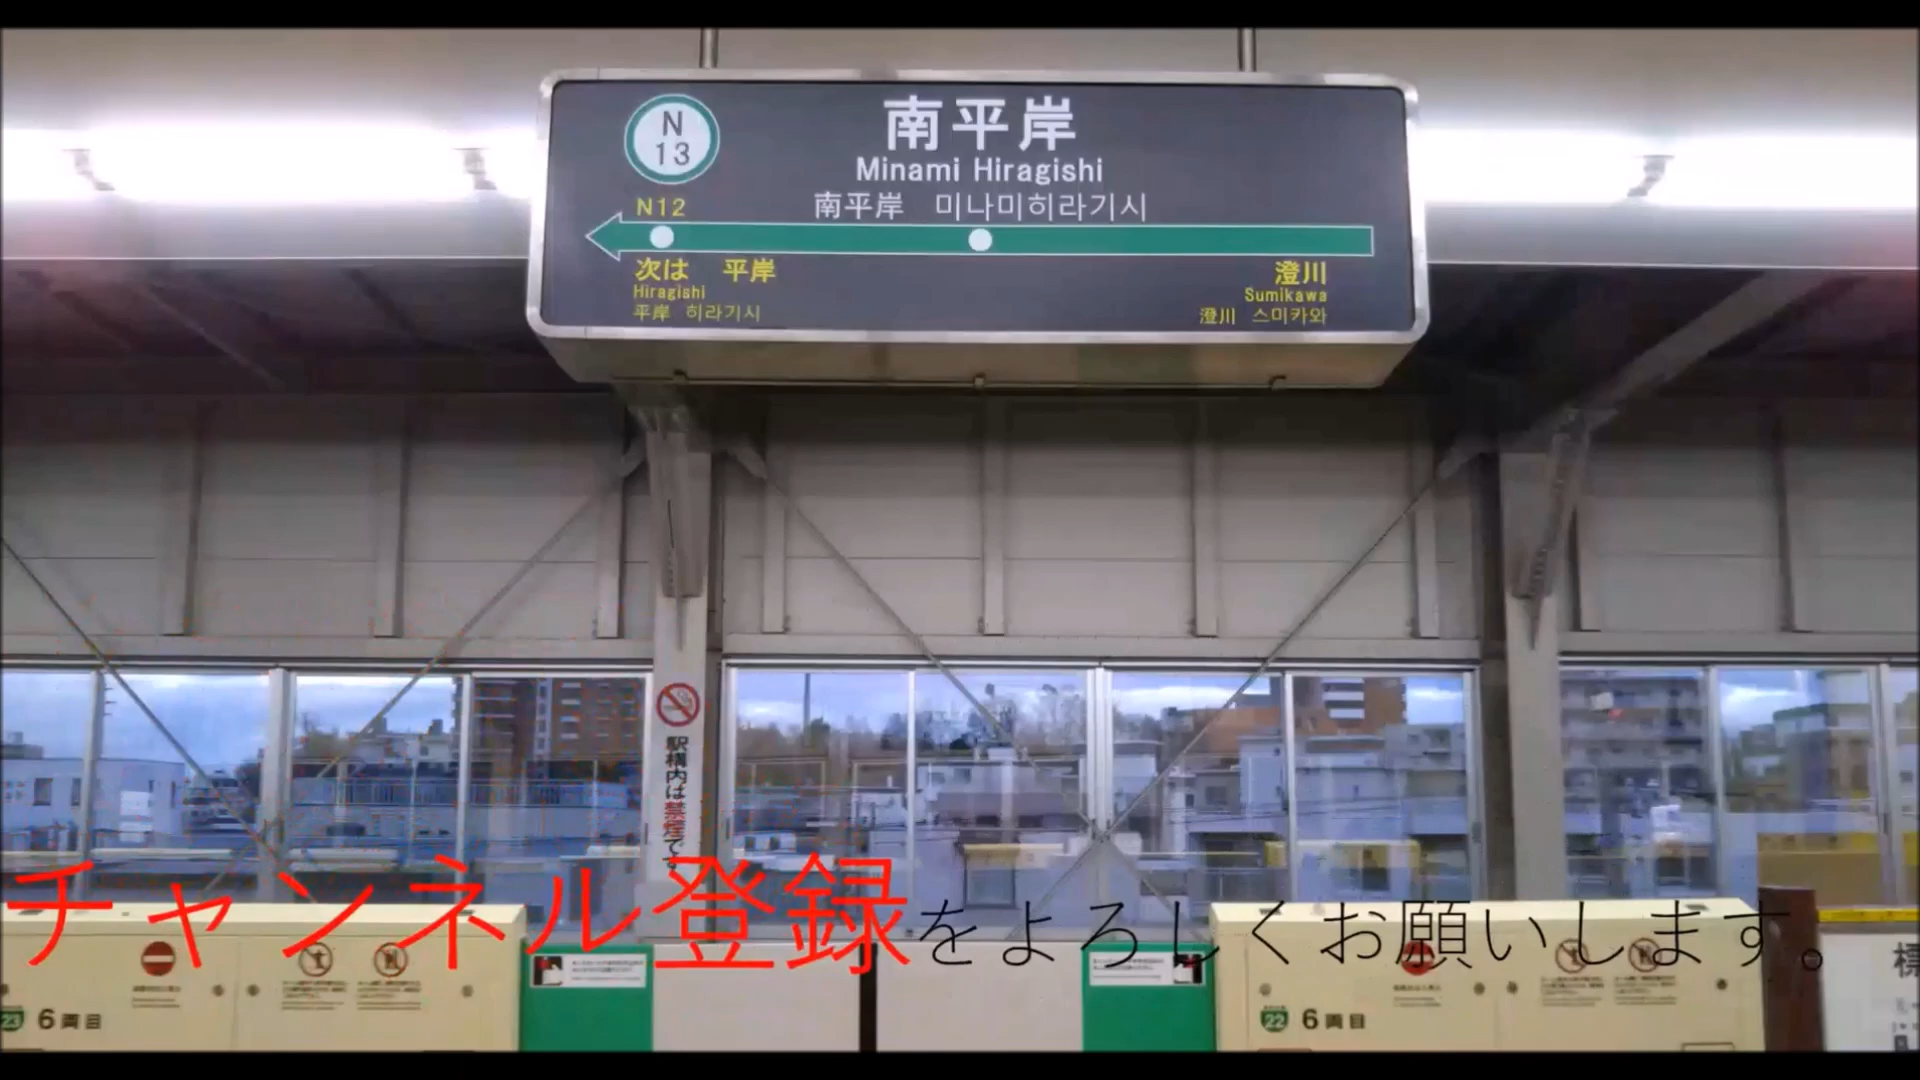 N
13
南平岸
Minami Hiragishi
南平岸 미나미히라기시
N12
次は 平岸
Hiragishi
平岸 히라기시
澄川
Sumikawa
澄川 스미카와
駅構内は禁煙です
チャンネル登録をよろしくお願いします。
23 6両目
22 6両目
標